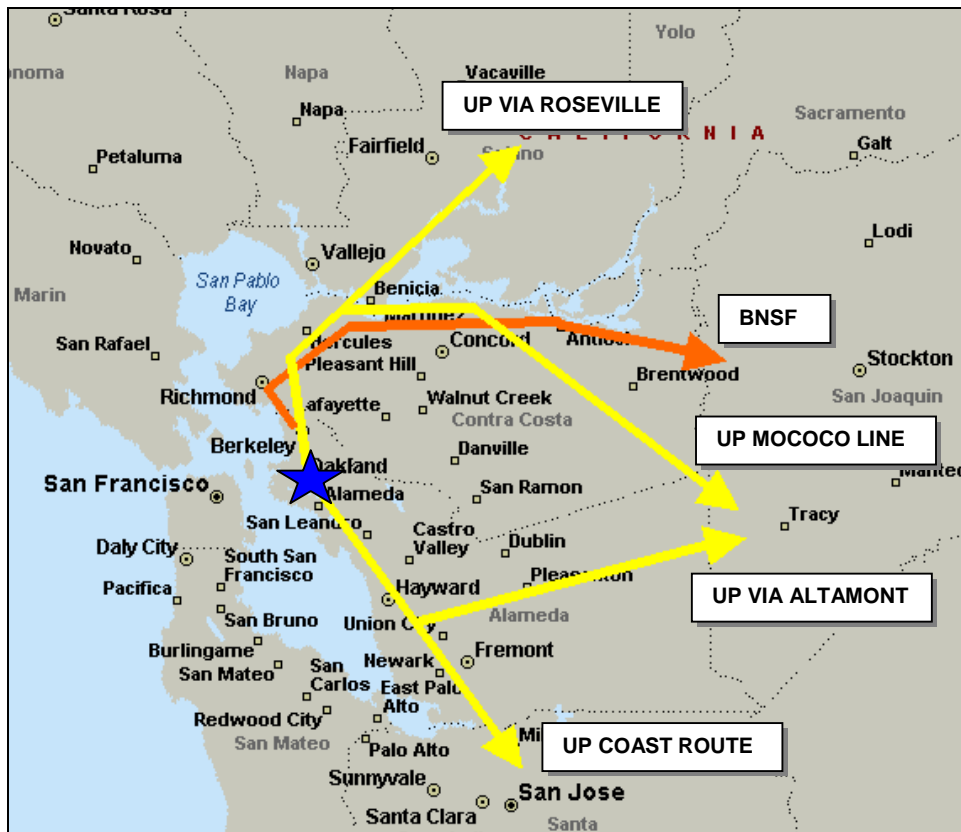 Santa Rosa
Yolo
Napa
Vacaville
UP VIA ROSEVILLE
Napa
Sacramento
CALIFORNIA
Fairfield
Galt
Petaluma
Lodi
Novato
Vallejo
San Pablo
Bay
Benicia
Marin
BNSF
Martinez
Hercules
Concord
San Rafael
Stockton
Pleasant Hill
Brentwood
Richmond
San Joaquin
Walnut Creek
Contra Costa
Berkeley
UP MOCOCO LINE
Danville
Oakland
San Francisco
Alameda
San Ramon
Tracy
San Leandro
Castro
Valley
Dublin
Daly City
South San
Francisco
Pacifica
Hayward
UP VIA ALTAMONT
San Bruno
Alameda
Union City
Burlingame
Fremont
San Mateo
Newark
San
Carlos
East Palo
Alto
Redwood City
San Mateo
Palo Alto
Mi
UP COAST ROUTE
Sunnyvale
San Jose
Santa Clara
Santa